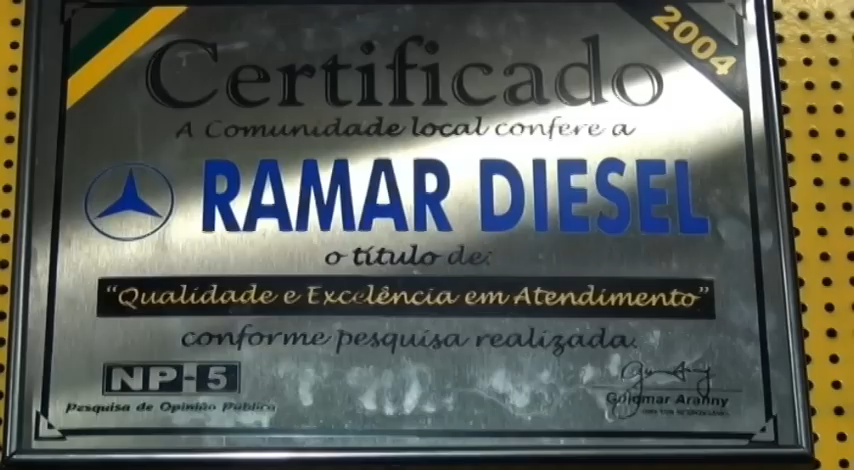 2004
Certificado
A Comunidade local confere a
RAMAR DIESEL
o título de:
"Qualidade e Excelência em Atendimento"
conforme pesquisa realizada.
NP-5
Pesquisa de Opinião Pública
Goiomar Aranny